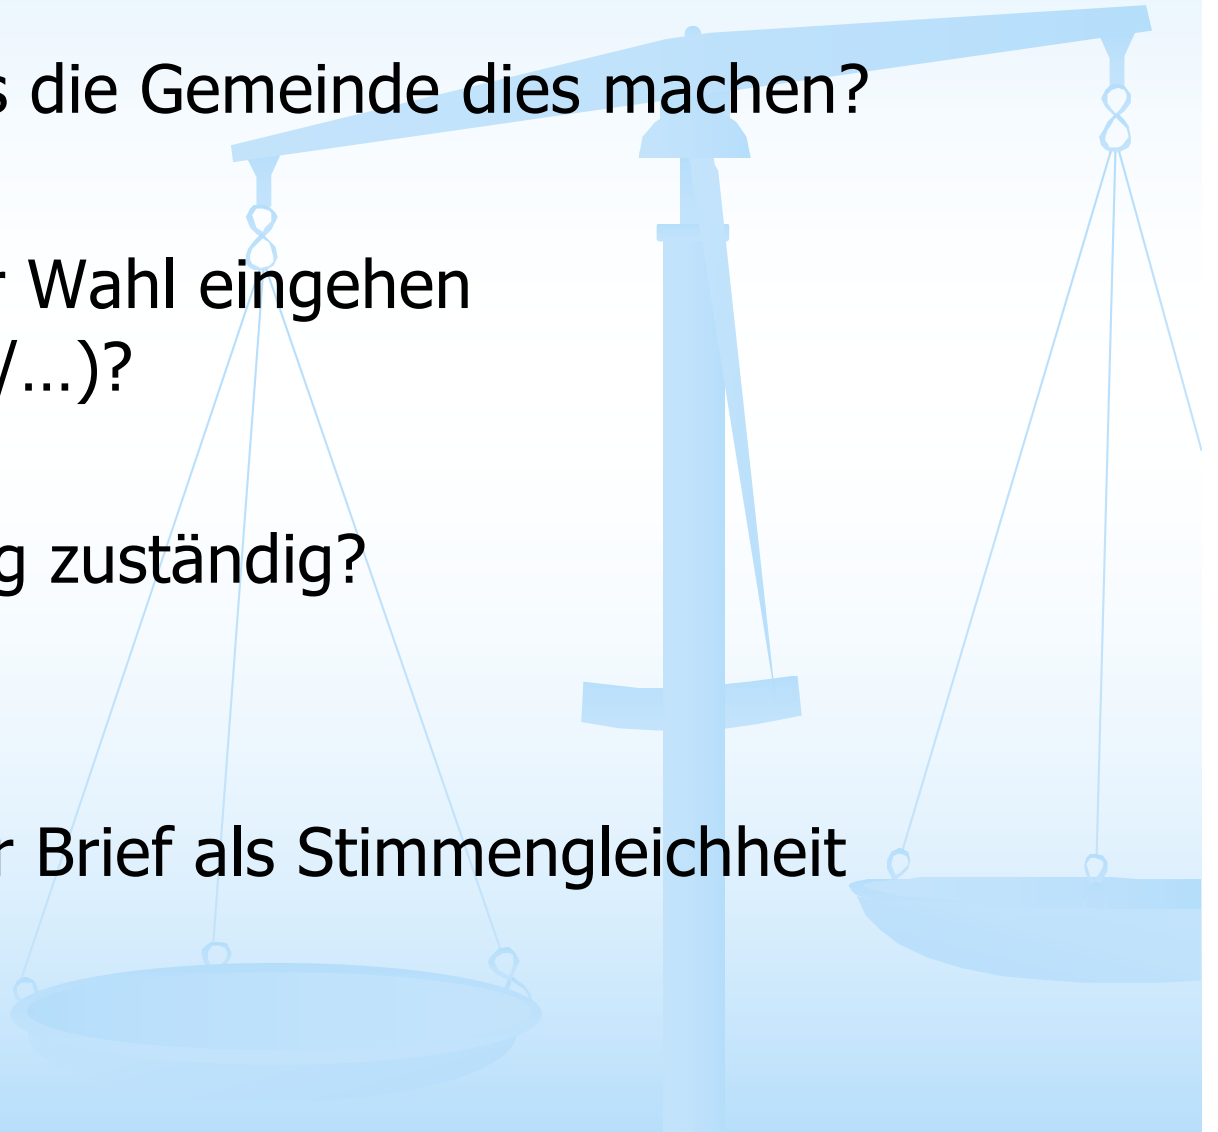 s die Gemeinde dies machen?
r Wahl eingehen
/…)?
g zuständig?
r Brief als Stimmengleichheit